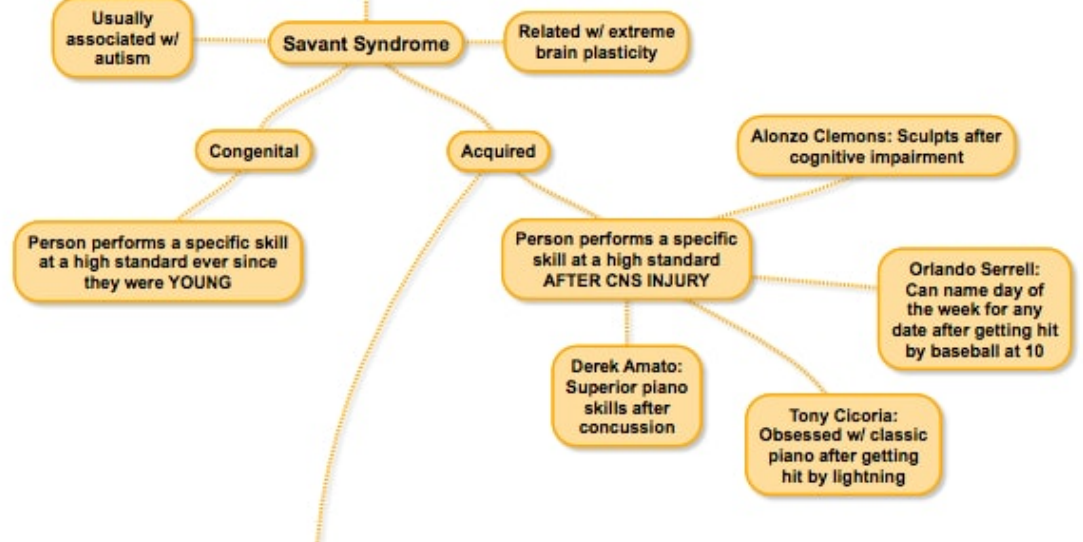 Usually
associated w/
autism
Savant Syndrome
Related w/ extreme
brain plasticity
Congenital
Acquired
Alonzo Clemons: Sculpts after
cognitive impairment
Person performs a specific skill
at a high standard ever since
they were YOUNG
Person performs a specific
skill at a high standard
AFTER CNS INJURY
Orlando Serrell:
Can name day of
the week for any
date after getting hit
by baseball at 10
Derek Amato:
Superior piano
skills after
concussion
Tony Cicoria:
Obsessed w/ classic
piano after getting
hit by lightning